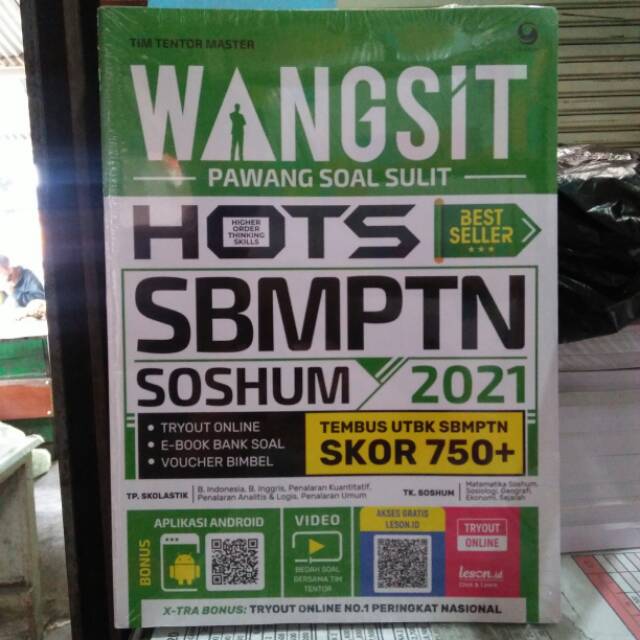 TIM TENTOR MASTER
WANGSIT
PAWANG SOAL SULIT
HOTS
HIGHER
ORDER
THINKING
SKILLS
BEST
SELLER
SBMPTN
SOSHUM 2021
• TRYOUT ONLINE
• E-BOOK BANK SOAL
• VOUCHER BIMBEL
TEMBUS UTBK SBMPTN
SKOR 750+
TP. SKOLASTIK
B. Indonesia, B. Inggris, Penalaran Kuantitatif,
Penalaran Analitis & Logis, Penalaran Umum
TK. SOSHUM
Matematika Soshum,
Sosiologi, Geografi,
Ekonomi, Sejarah
BONUS
APLIKASI ANDROID
VIDEO
BEDAH SOAL
BERSAMA TIM
TENTOR
AKSES GRATIS
LESON.ID
TRYOUT
ONLINE
leson.id
Click & Learn
X-TRA BONUS: TRYOUT ONLINE NO.1 PERINGKAT NASIONAL